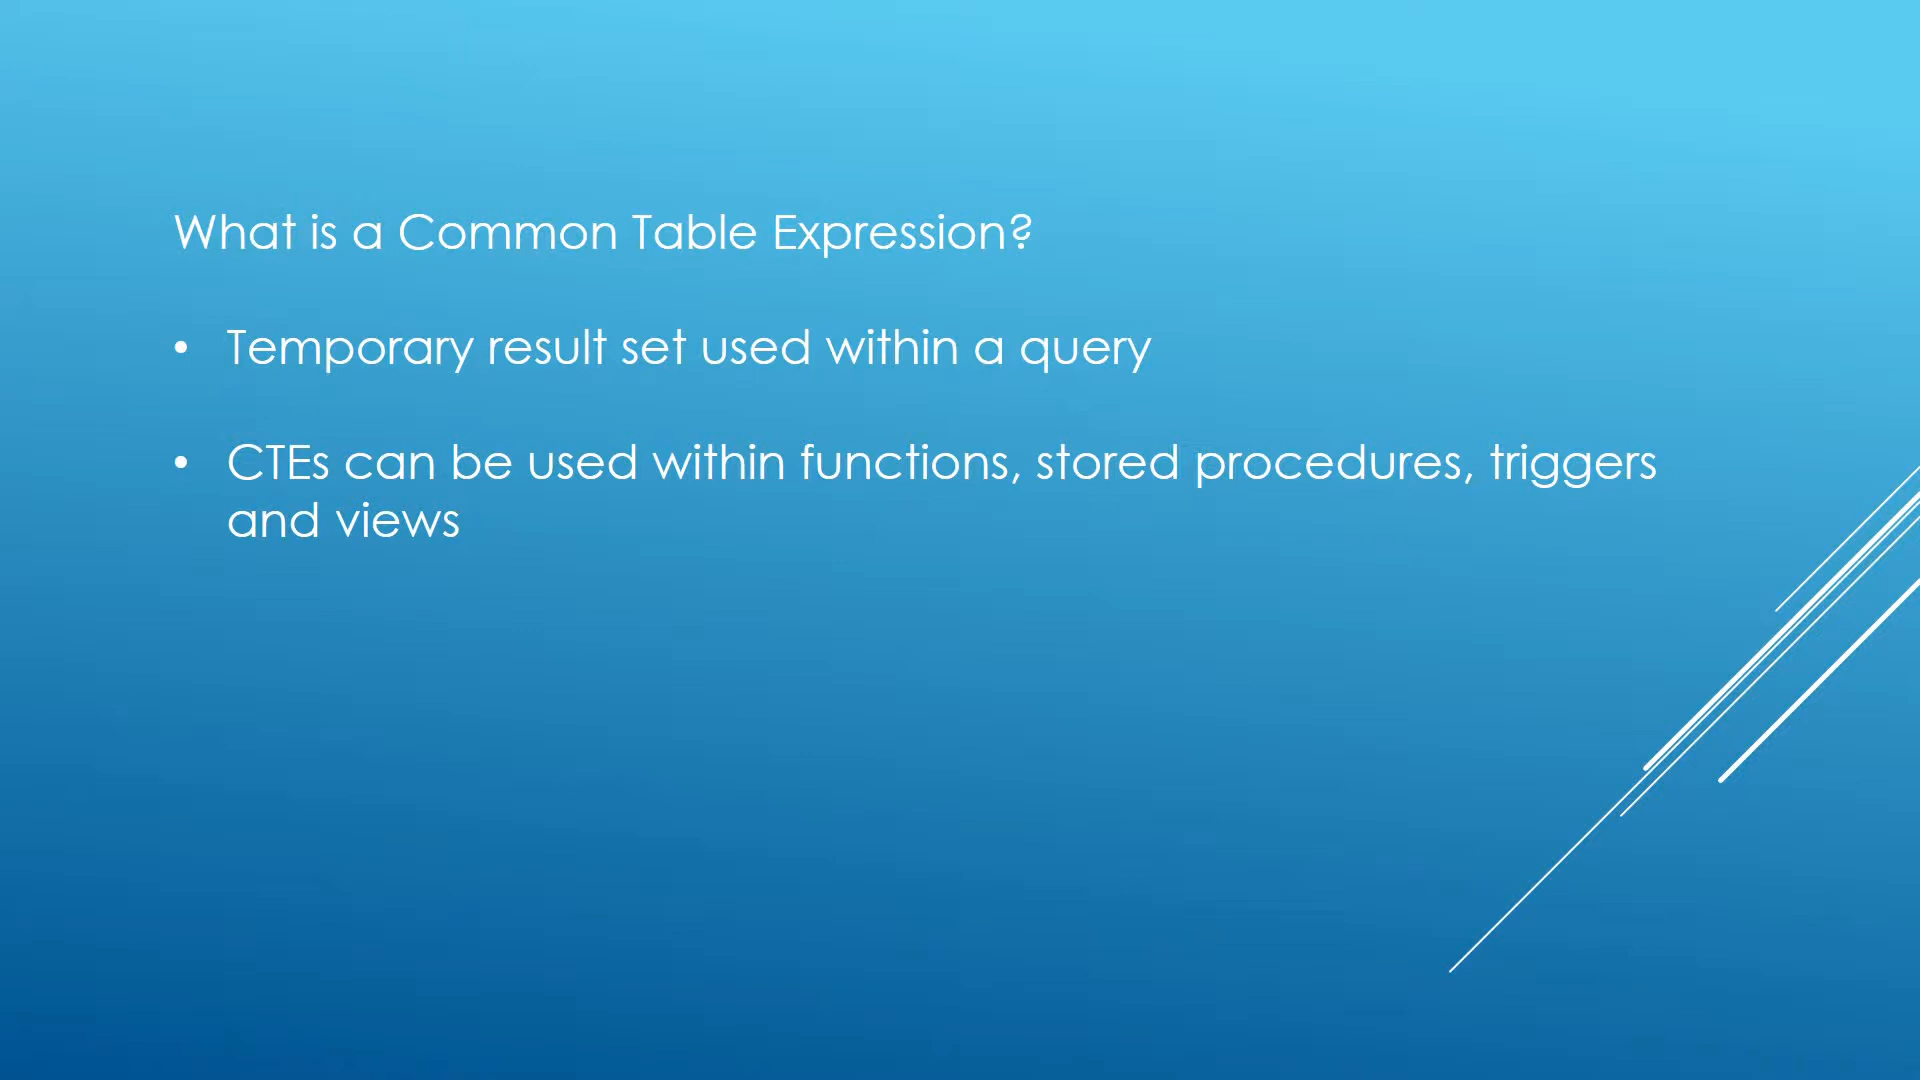 What is a Common Table Expression?
• Temporary result set used within a query
• CTEs can be used within functions, stored procedures, triggers
and views